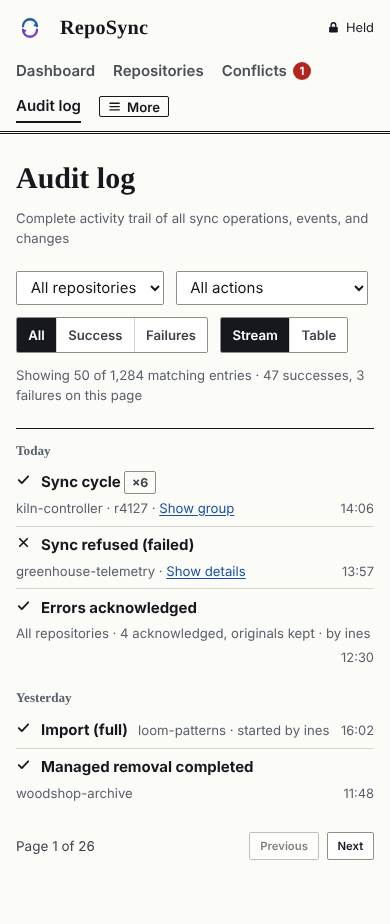 RepoSync
Held
Dashboard Repositories Conflicts 1
Audit log More
Audit log
Complete activity trail of all sync operations, events, and
changes
All repositories All actions
All Success Failures Stream Table
Showing 50 of 1,284 matching entries · 47 successes, 3
failures on this page
Today
Sync cycle ×6
kiln-controller · r4127 · Show group 14:06
Sync refused (failed)
greenhouse-telemetry · Show details 13:57
Errors acknowledged
All repositories · 4 acknowledged, originals kept · by ines
12:30
Yesterday
Import (full) loom-patterns · started by ines 16:02
Managed removal completed
woodshop-archive 11:48
Page 1 of 26 Previous Next